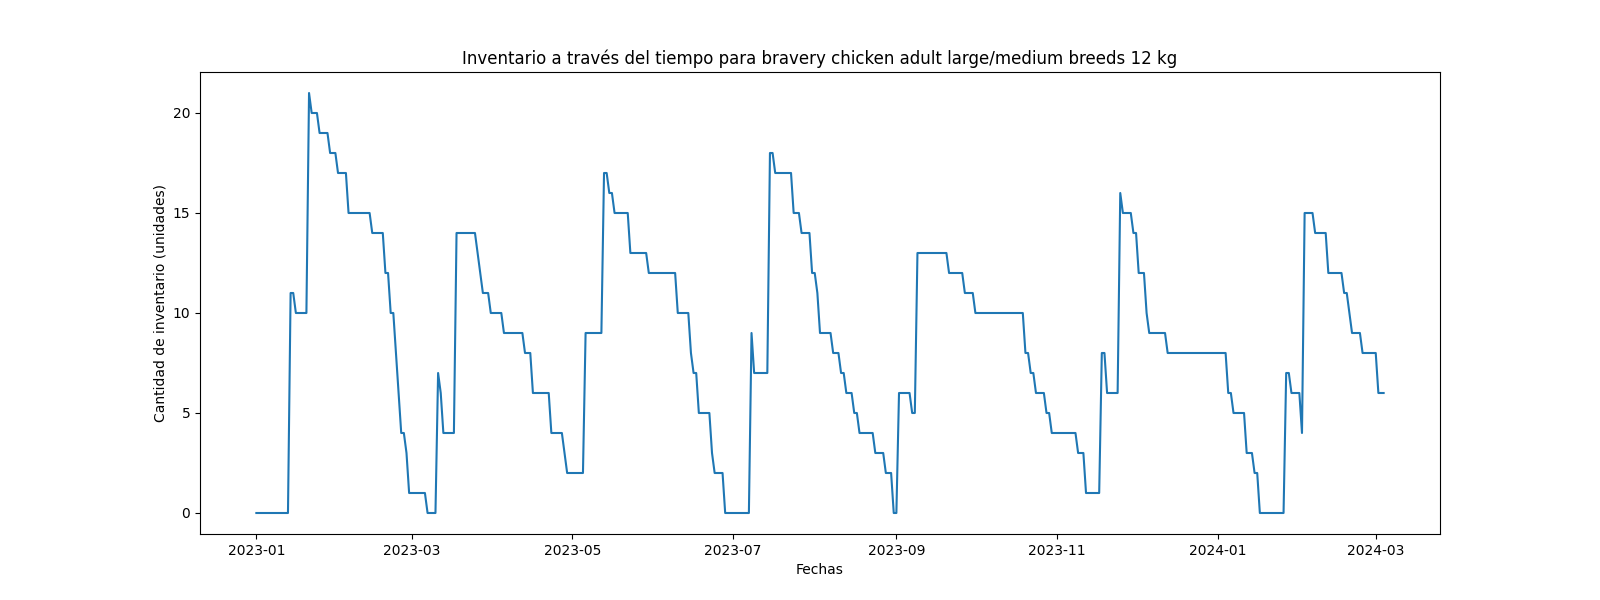 Inventario a través del tiempo para bravery chicken adult large/medium breeds 12 kg
Cantidad de inventario (unidades)
20
15
10
5
0
2023-01 2023-03 2023-05 2023-07 2023-09 2023-11 2024-01 2024-03
Fechas